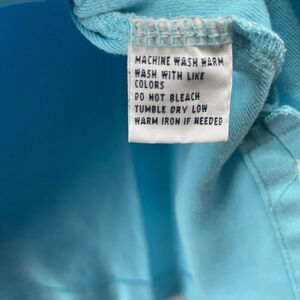 MACHINE WASH WARM
WASH WITH LIKE
COLORS
DO NOT BLEACH
TUMBLE DRY LOW
WARM IRON IF NEEDED